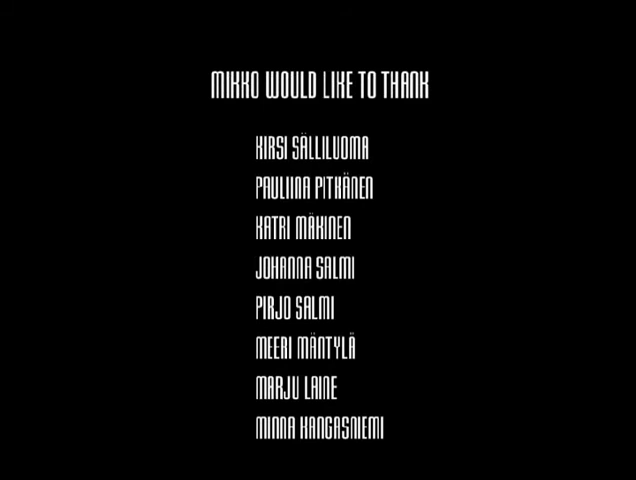 MIKKO WOULD LIKE TO THANK
KIRSI SÄLLILUOMA
PAULIINA PITKÄNEN
KATRI MÄKINEN
JOHANNA SALMI
PIRJO SALMI
MEERI MÄNTYLÄ
MARJU LAINE
MINNA KANGASNIEMI